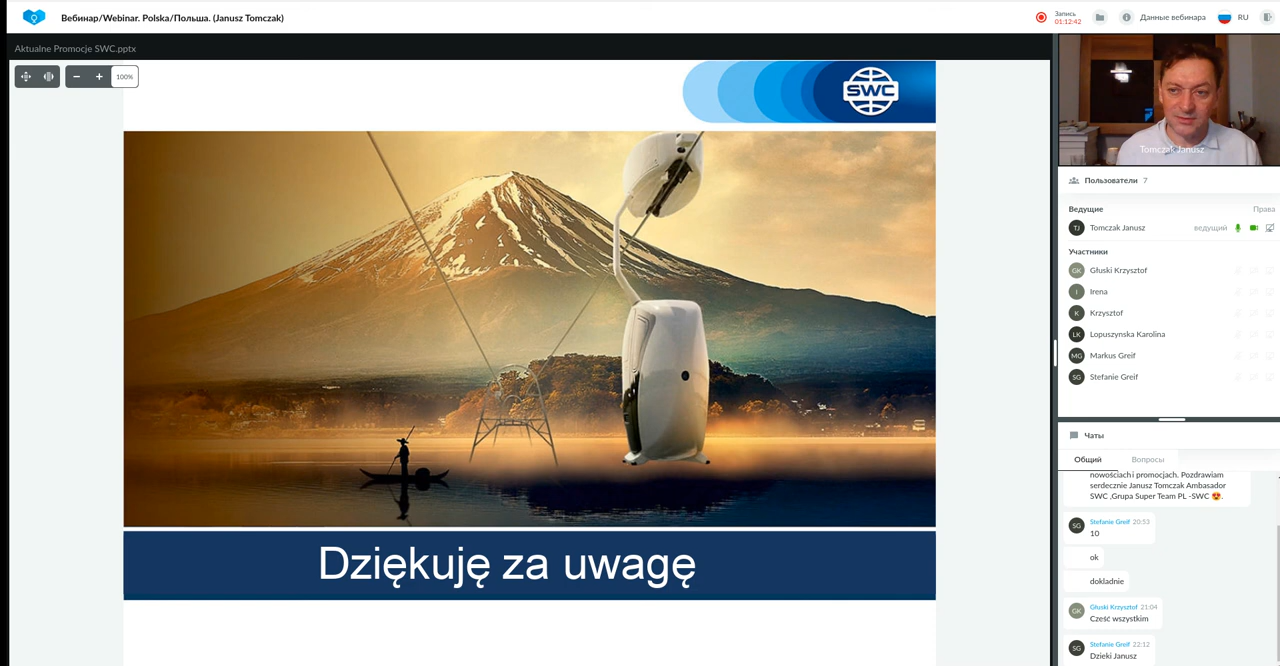 Вебинар/Webinar. Polska/Польша. (Janusz Tomczak)
Запись
01:12:42
Данные вебинара
RU
Aktualne Promocje SWC.pptx
100%
SWC
Dziękuję za uwagę
Tomczak Janusz
Пользователи 7
Ведущие
Права
TJ Tomczak Janusz ведущий
Участники
GK Głuski Krzysztof
I Irena
K Krzysztof
LK Lopuszynska Karolina
MG Markus Greif
SG Stefanie Greif
Чаты
Общий Вопросы
nowościach i promocjach. Pozdrawiam
serdecznie Janusz Tomczak Ambasador
SWC ,Grupa Super Team PL -SWC 😍.
SG Stefanie Greif 20:53
10
ok
dokladnie
GK Głuski Krzysztof 21:04
Cześć wszystkim
SG Stefanie Greif 22:12
Dzieki Janusz